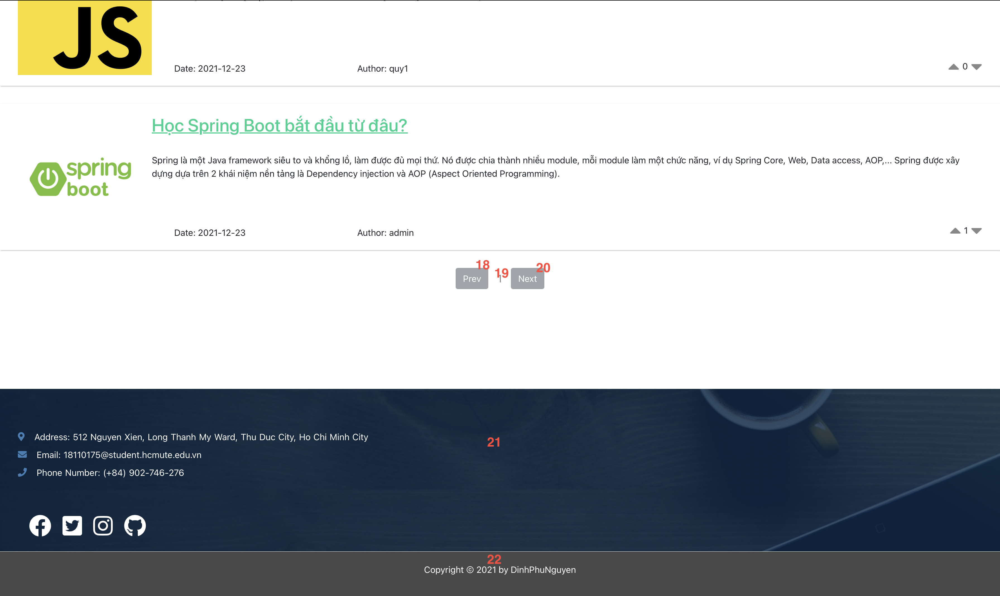 JS
Date: 2021-12-23 Author: quy1 0
Học Spring Boot bắt đầu từ đâu?
spring
boot
Spring là một Java framework siêu to và khổng lồ, làm được đủ mọi thứ. Nó được chia thành nhiều module, mỗi module làm một chức năng, ví dụ Spring Core, Web, Data access, AOP,... Spring được xây
dựng dựa trên 2 khái niệm nền tảng là Dependency injection và AOP (Aspect Oriented Programming).
Date: 2021-12-23 Author: admin 1
18 19 20
Prev 1 Next
Address: 512 Nguyen Xien, Long Thanh My Ward, Thu Duc City, Ho Chi Minh City
21
Email: 18110175@student.hcmute.edu.vn
Phone Number: (+84) 902-746-276
22
Copyright © 2021 by DinhPhuNguyen